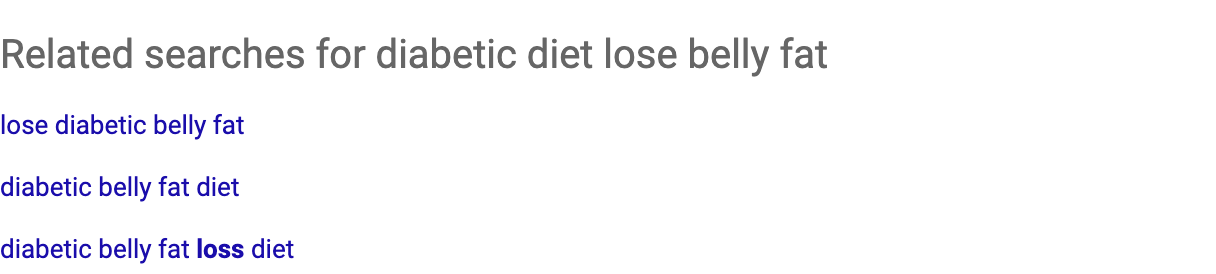 Related searches for diabetic diet lose belly fat
lose diabetic belly fat
diabetic belly fat diet
diabetic belly fat loss diet